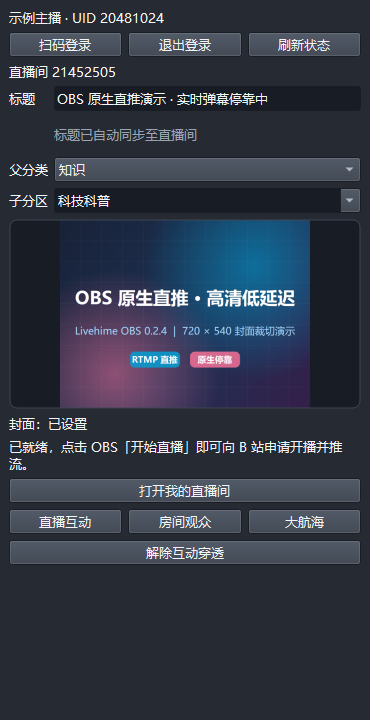 示例主播 · UID 20481024
扫码登录 退出登录 刷新状态
直播间 21452505
标题 OBS 原生直推演示 · 实时弹幕停靠中
标题已自动同步至直播间
父分类 知识
子分区 科技科普
OBS 原生直推 · 高清低延迟
Livehime OBS 0.2.4 | 720 × 540 封面裁切演示
RTMP 直推 原生停靠
封面：已设置
已就绪，点击 OBS「开始直播」即可向 B 站申请开播并推
流。
打开我的直播间
直播互动 房间观众 大航海
解除互动穿透